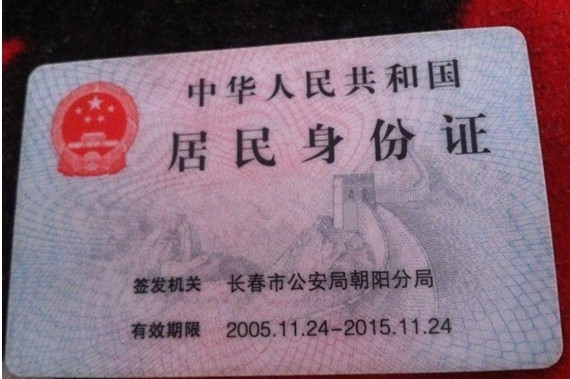 中华人民共和国
居民身份证
签发机关 长春市公安局朝阳分局
有效期限 2005.11.24-2015.11.24